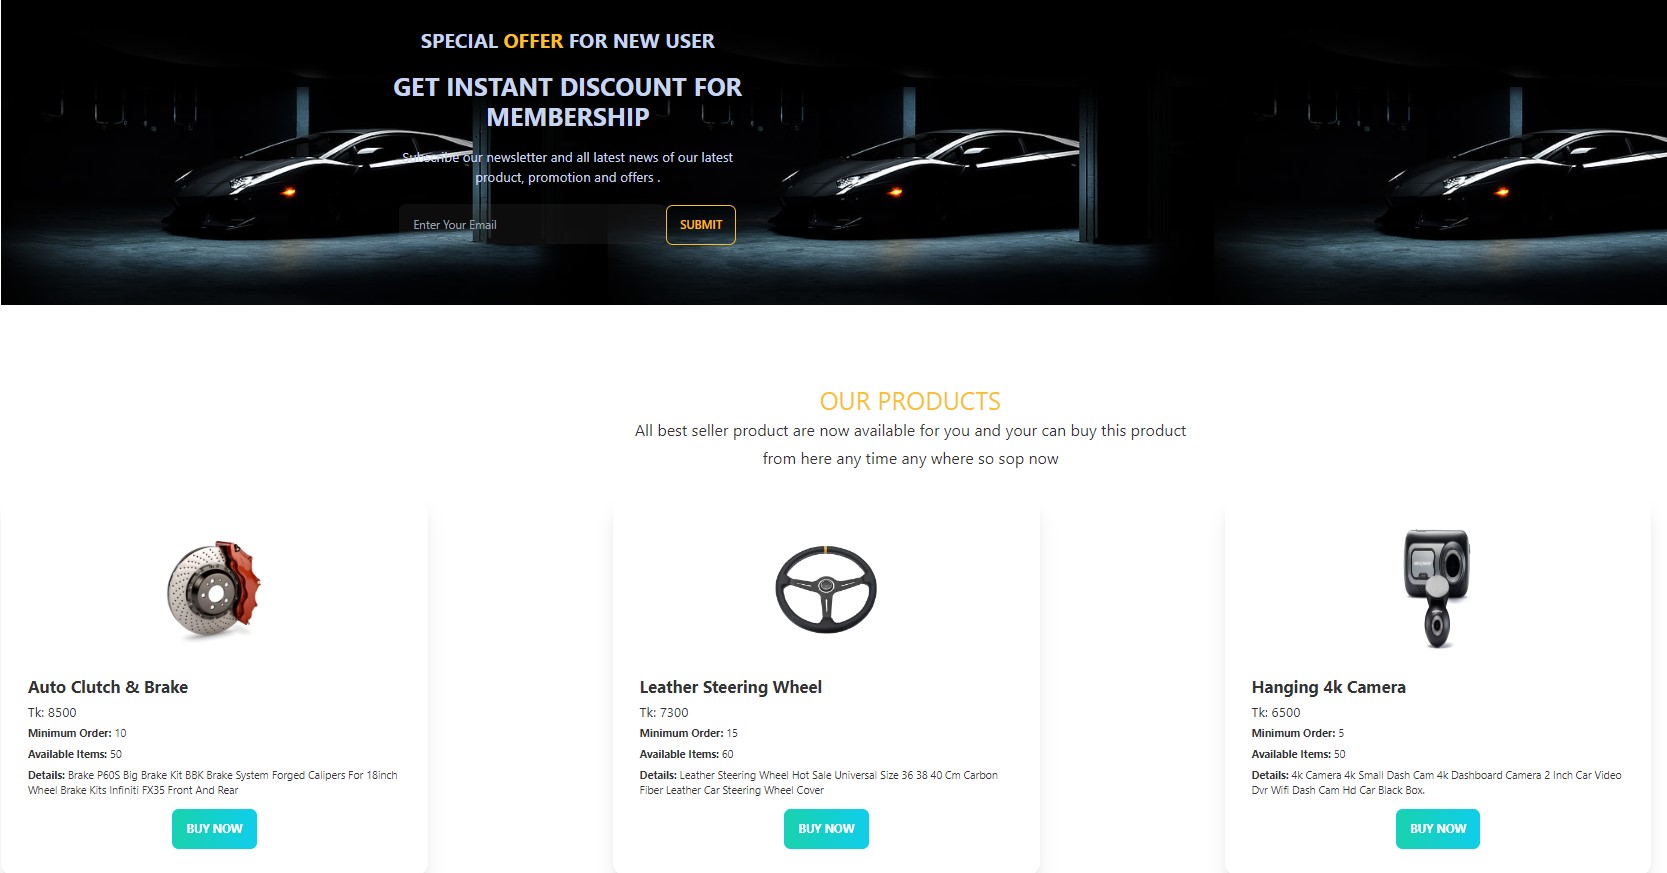 SPECIAL OFFER FOR NEW USER
GET INSTANT DISCOUNT FOR
MEMBERSHIP
Subscribe our newsletter and all latest news of our latest
product, promotion and offers .
Enter Your Email
SUBMIT
OUR PRODUCTS
All best seller product are now available for you and your can buy this product
from here any time any where so sop now
Auto Clutch & Brake
Tk: 8500
Minimum Order: 10
Available Items: 50
Details: Brake P60S Big Brake Kit BBK Brake System Forged Calipers For 18inch
Wheel Brake Kits Infiniti FX35 Front And Rear
BUY NOW
Leather Steering Wheel
Tk: 7300
Minimum Order: 15
Available Items: 60
Details: Leather Steering Wheel Hot Sale Universal Size 36 38 40 Cm Carbon
Fiber Leather Car Steering Wheel Cover
BUY NOW
Hanging 4k Camera
Tk: 6500
Minimum Order: 5
Available Items: 50
Details: 4k Camera 4k Small Dash Cam 4k Dashboard Camera 2 Inch Car Video
Dvr Wifi Dash Cam Hd Car Black Box.
BUY NOW